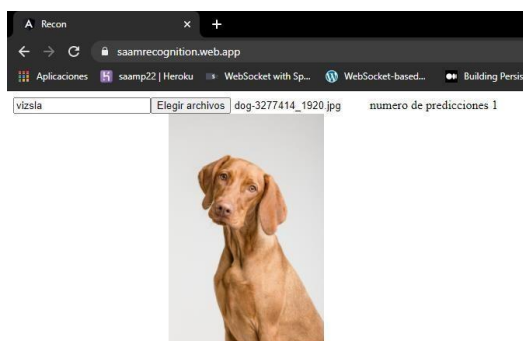 Recon
saamrecognition.web.app
Aplicaciones saamp22 | Heroku WebSocket with Sp... WebSocket-based... Building Persis
vizsla Elegir archivos dog-3277414_1920.jpg numero de predicciones 1